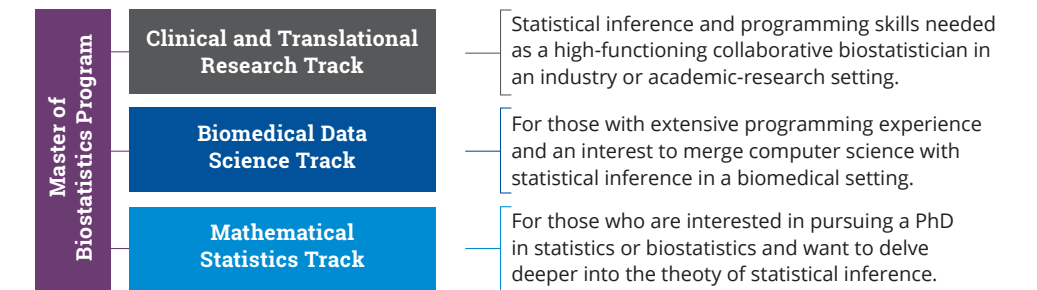 Master of
Biostatistics Program
Clinical and Translational
Research Track
Statistical inference and programming skills needed
as a high-functioning collaborative biostatistician in
an industry or academic-research setting.
Biomedical Data
Science Track
For those with extensive programming experience
and an interest to merge computer science with
statistical inference in a biomedical setting.
Mathematical
Statistics Track
For those who are interested in pursuing a PhD
in statistics or biostatistics and want to delve
deeper into the theoty of statistical inference.